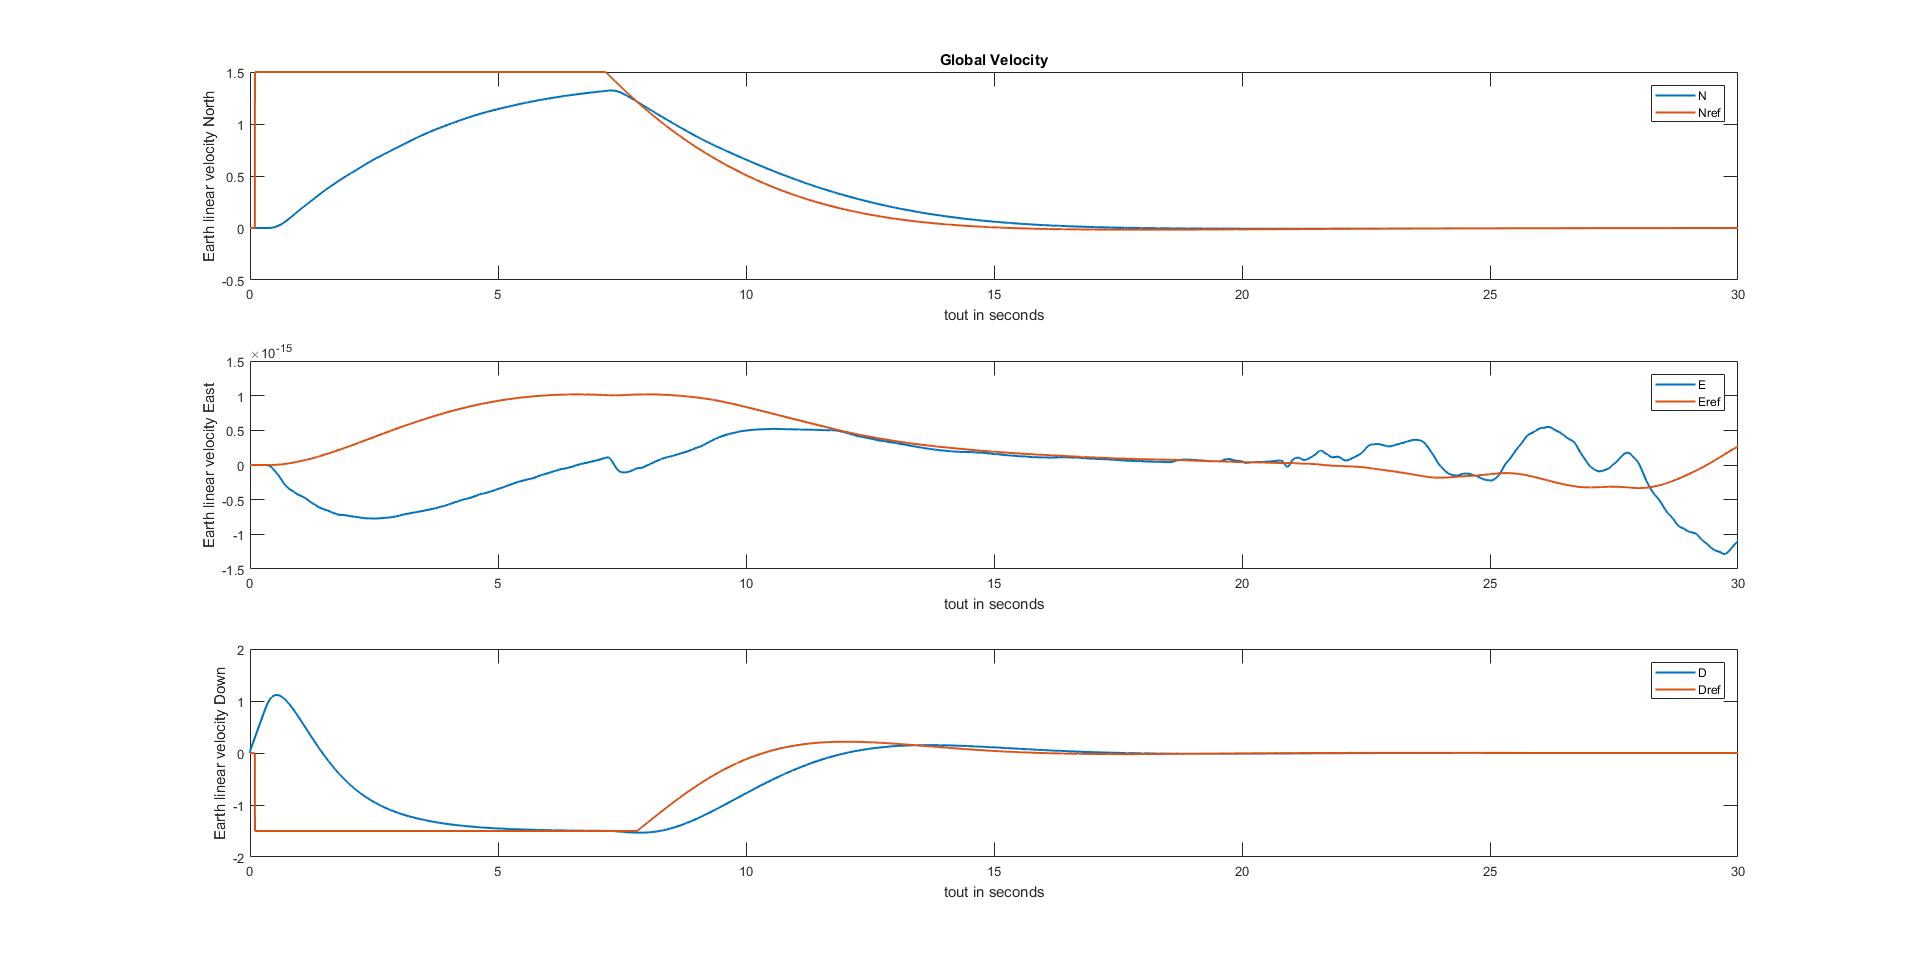 Global Velocity
Earth linear velocity North
1.5
1
0.5
0
-0.5
N
Nref
0 5 10 15 20 25 30
tout in seconds
×10-15
Earth linear velocity East
1.5
1
0.5
0
-0.5
-1
-1.5
E
Eref
0 5 10 15 20 25 30
tout in seconds
Earth linear velocity Down
2
1
0
-1
-2
D
Dref
0 5 10 15 20 25 30
tout in seconds